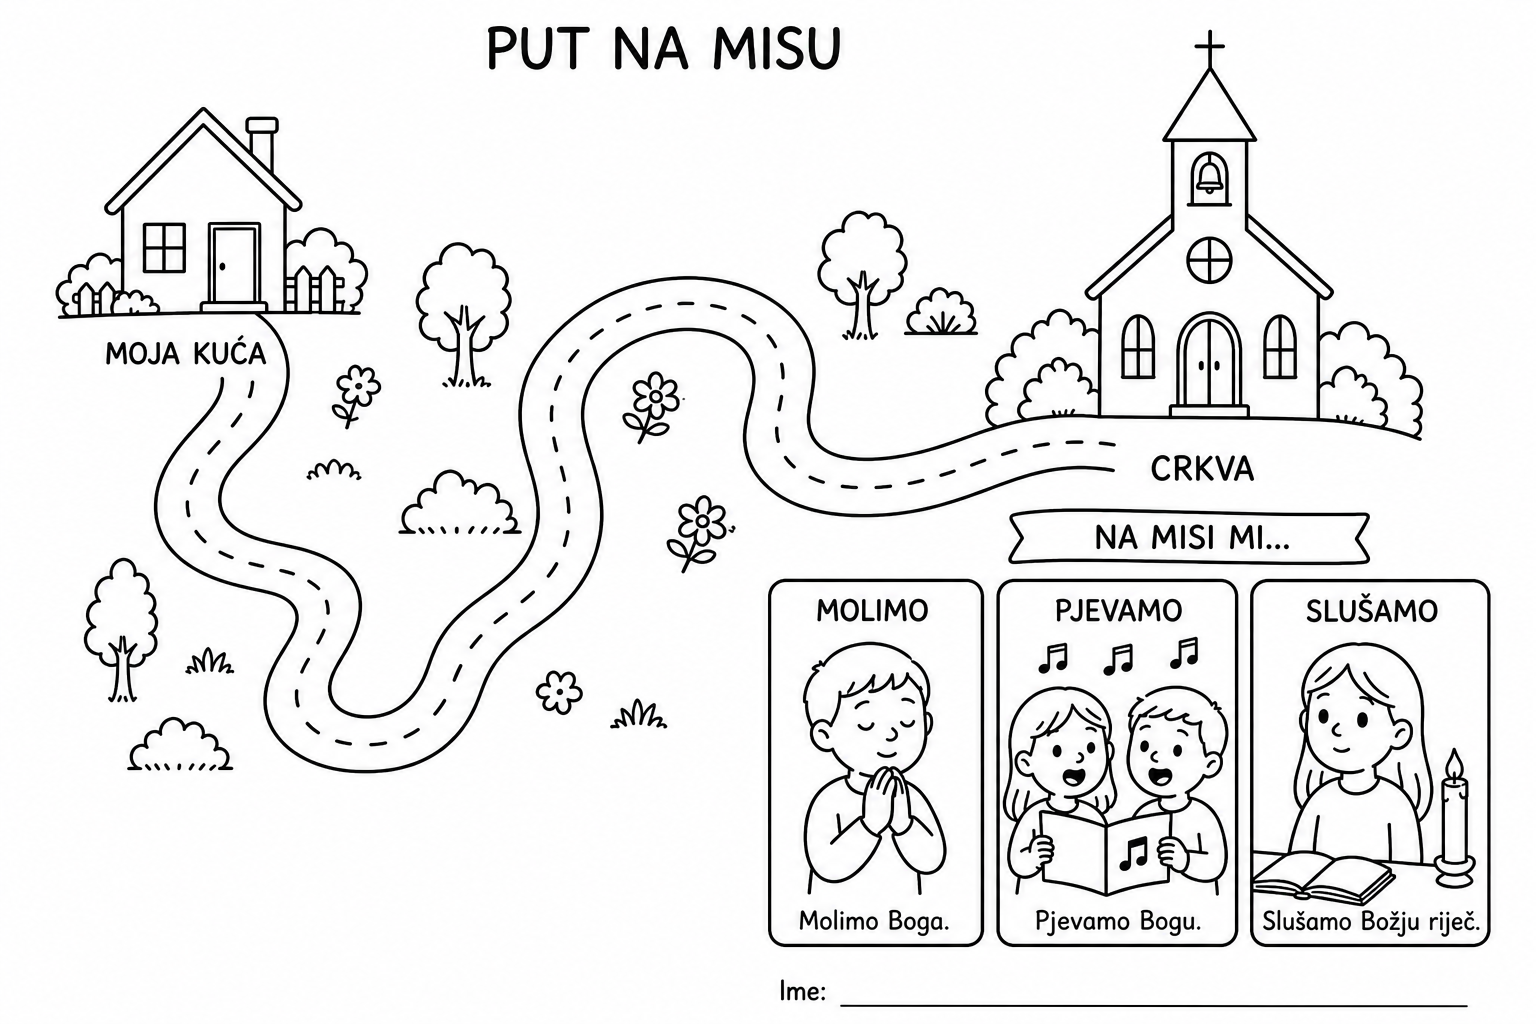 PUT NA MISU
MOJA KUĆA
CRKVA
NA MISI MI...
MOLIMO
Molimo Boga.
PJEVAMO
Pjevamo Bogu.
SLUŠAMO
Slušamo Božju riječ.
Ime: